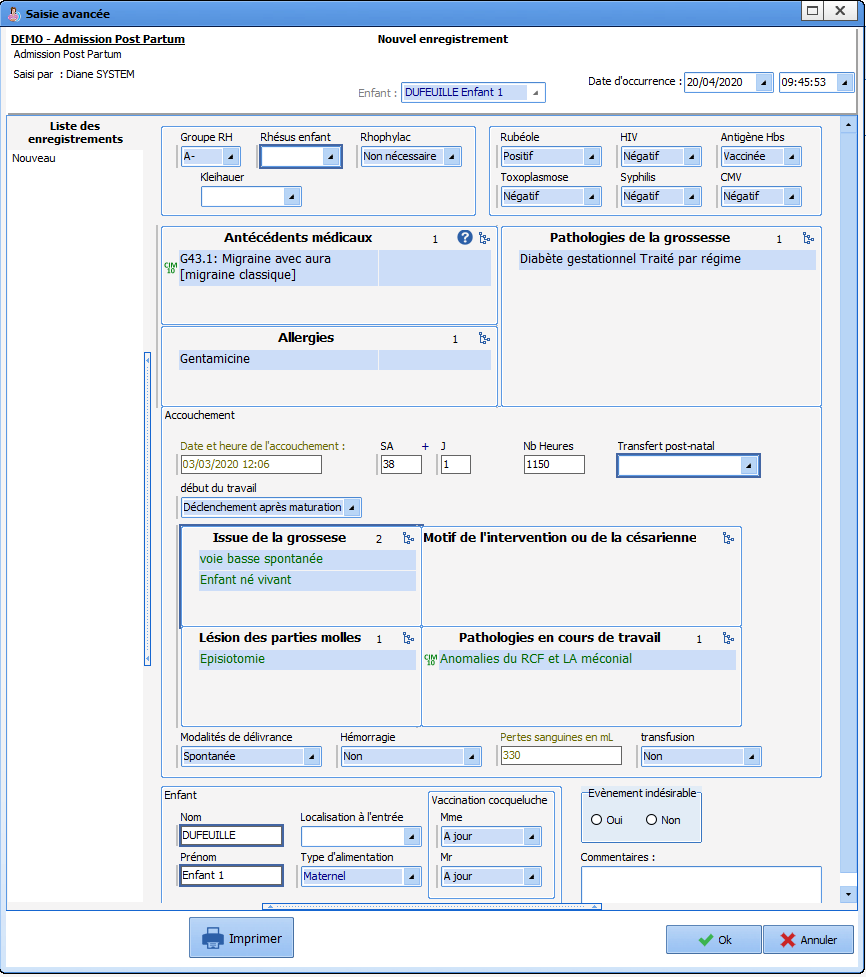 Saisie avancée
DEMO - Admission Post Partum
Nouvel enregistrement
Admission Post Partum
Saisi par : Diane SYSTEM
Date d'occurrence : 20/04/2020 09:45:53
Enfant : DUFEUILLE Enfant 1
Liste des
enregistrements
Nouveau
Groupe RH Rhésus enfant Rhophylac
A- Non nécessaire
Kleihauer
Rubéole HIV Antigène Hbs
Positif Négatif Vaccinée
Toxoplasmose Syphilis CMV
Négatif Négatif Négatif
Antécédents médicaux 1 ?
CIM
10
G43.1: Migraine avec aura
[migraine classique]
Pathologies de la grossesse 1
Diabète gestationnel Traité par régime
Allergies 1
Gentamicine
Accouchement
Date et heure de l'accouchement : SA + J Nb Heures Transfert post-natal
03/03/2020 12:06 38 1 1150
début du travail
Déclenchement après maturation
Issue de la grossese 2
voie basse spontanée
Enfant né vivant
Motif de l'intervention ou de la césarienne
Lésion des parties molles 1
Episiotomie
Pathologies en cours de travail 1
CIM
10
Anomalies du RCF et LA méconial
Modalités de délivrance Hémorragie Pertes sanguines en mL transfusion
Spontanée Non 330 Non
Enfant
Nom Localisation à l'entrée
DUFEUILLE
Prénom Type d'alimentation
Enfant 1 Maternel
Vaccination cocqueluche
Mme
A jour
Mr
A jour
Evènement indésirable
Oui Non
Commentaires :
Imprimer
Ok
Annuler